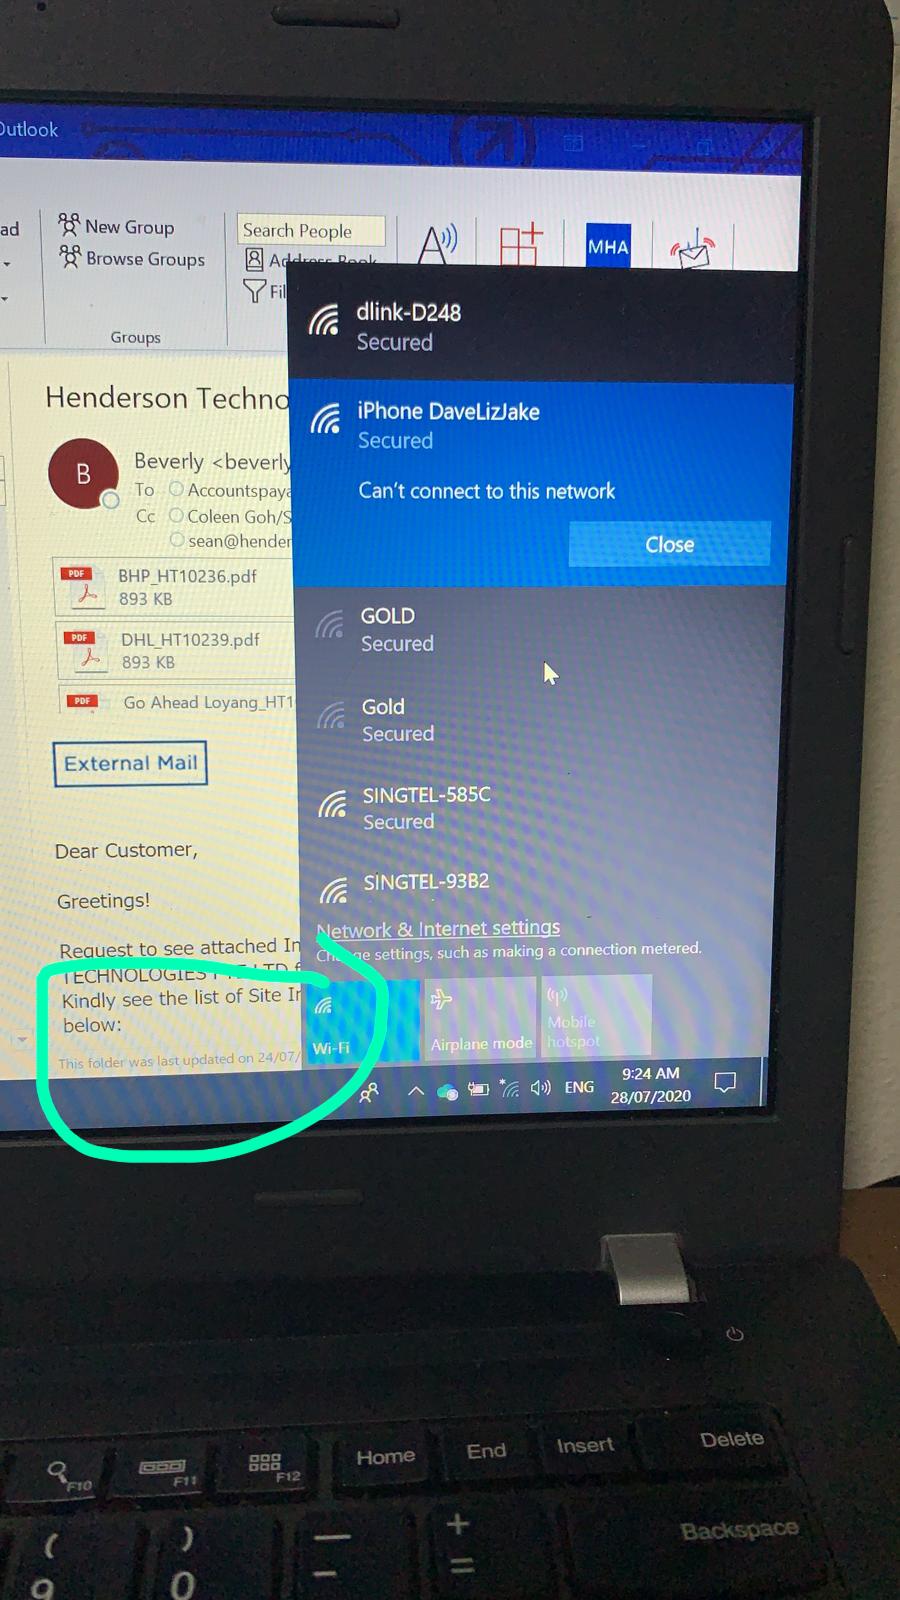 Outlook
ad
New Group
Browse Groups
Groups
Search People
Address Book
Fil
MHA
Henderson Techno
B
Beverly <beverly
To Accountspaya
Cc Coleen Goh/S
sean@hender
PDF
BHP_HT10236.pdf
893 KB
PDF
DHL_HT10239.pdf
893 KB
PDF
Go Ahead Loyang_HT1
External Mail
Dear Customer,
Greetings!
Request to see attached In
TECHNOLOGIES PTE LTD f
Kindly see the list of Site Ir
below:
This folder was last updated on 24/07/
dlink-D248
Secured
iPhone DaveLizJake
Secured
Can't connect to this network
Close
GOLD
Secured
Gold
Secured
SINGTEL-585C
Secured
SINGTEL-93B2
Network & Internet settings
Change settings, such as making a connection metered.
Wi-Fi
Airplane mode
Mobile
hotspot
ENG
9:24 AM
28/07/2020
F10
F11
F12
Home
End
Insert
Delete
( 9
) 0
— -
+ =
Backspace